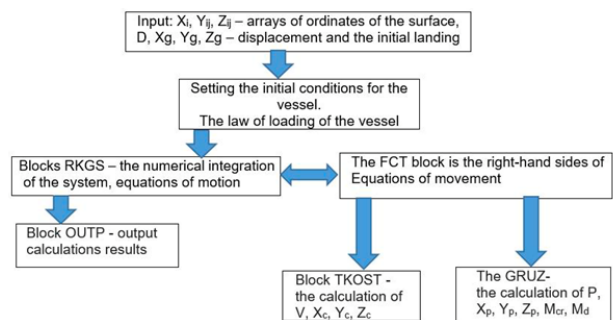 Input: Xi, Yij, Zij – arrays of ordinates of the surface,
D, Xg, Yg, Zg – displacement and the initial landing
Setting the initial conditions for the
vessel.
The law of loading of the vessel
Blocks RKGS – the numerical integration
of the system, equations of motion
The FCT block is the right-hand sides of
Equations of movement
Block OUTP - output
calculations results
Block TKOST -
the calculation of
V, Xc, Yc, Zc
The GRUZ-
the calculation of P,
Xp, Yp, Zp, Mcr, Md